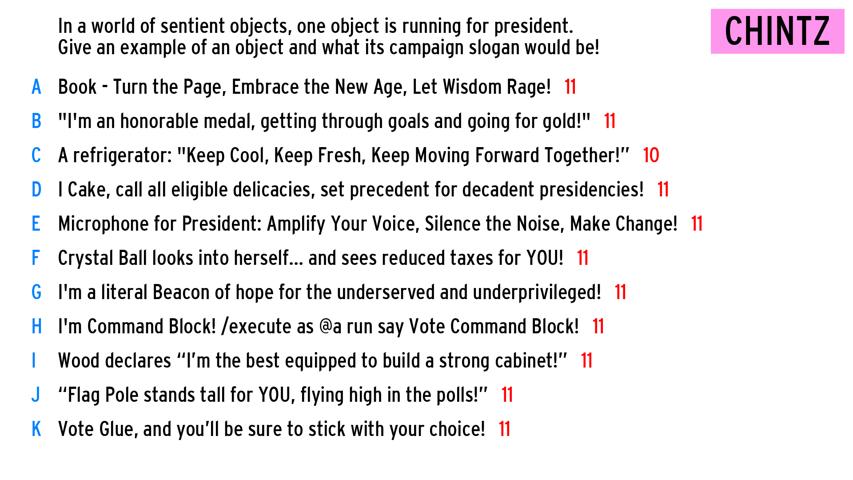 In a world of sentient objects, one object is running for president.
Give an example of an object and what its campaign slogan would be!
CHINTZ
A Book - Turn the Page, Embrace the New Age, Let Wisdom Rage! 11
B "I'm an honorable medal, getting through goals and going for gold!" 11
C A refrigerator: "Keep Cool, Keep Fresh, Keep Moving Forward Together!” 10
D I Cake, call all eligible delicacies, set precedent for decadent presidencies! 11
E Microphone for President: Amplify Your Voice, Silence the Noise, Make Change! 11
F Crystal Ball looks into herself... and sees reduced taxes for YOU! 11
G I'm a literal Beacon of hope for the underserved and underprivileged! 11
H I'm Command Block! /execute as @a run say Vote Command Block! 11
I Wood declares “I’m the best equipped to build a strong cabinet!” 11
J “Flag Pole stands tall for YOU, flying high in the polls!” 11
K Vote Glue, and you’ll be sure to stick with your choice! 11